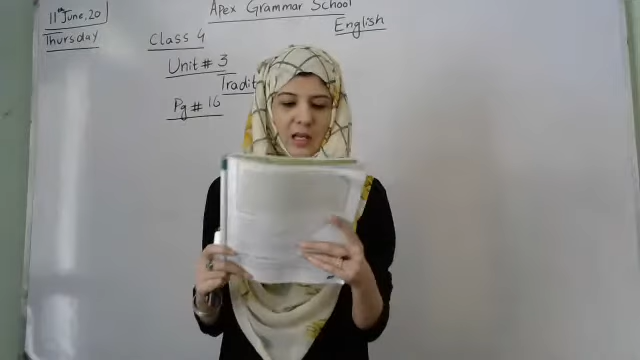 Apex Grammar School
11th June, 20
Thursday
English
Class 4
Unit # 3
Pg # 16